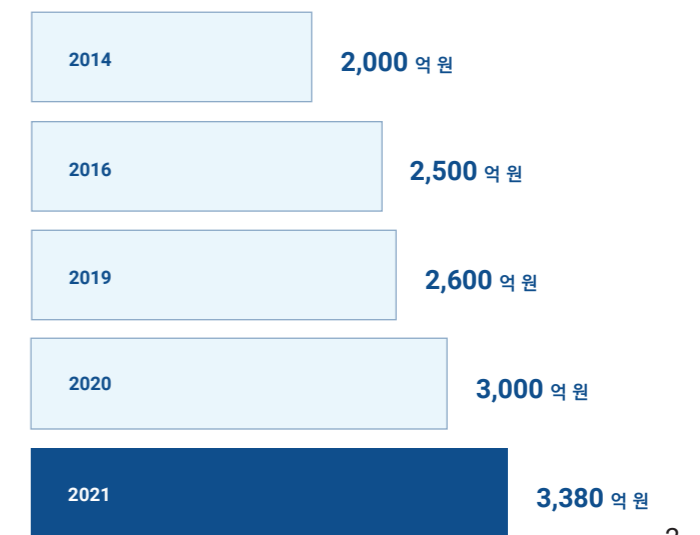 2014 2,000 억 원
2016 2,500 억 원
2019 2,600 억 원
2020 3,000 억 원
2021 3,380 억 원